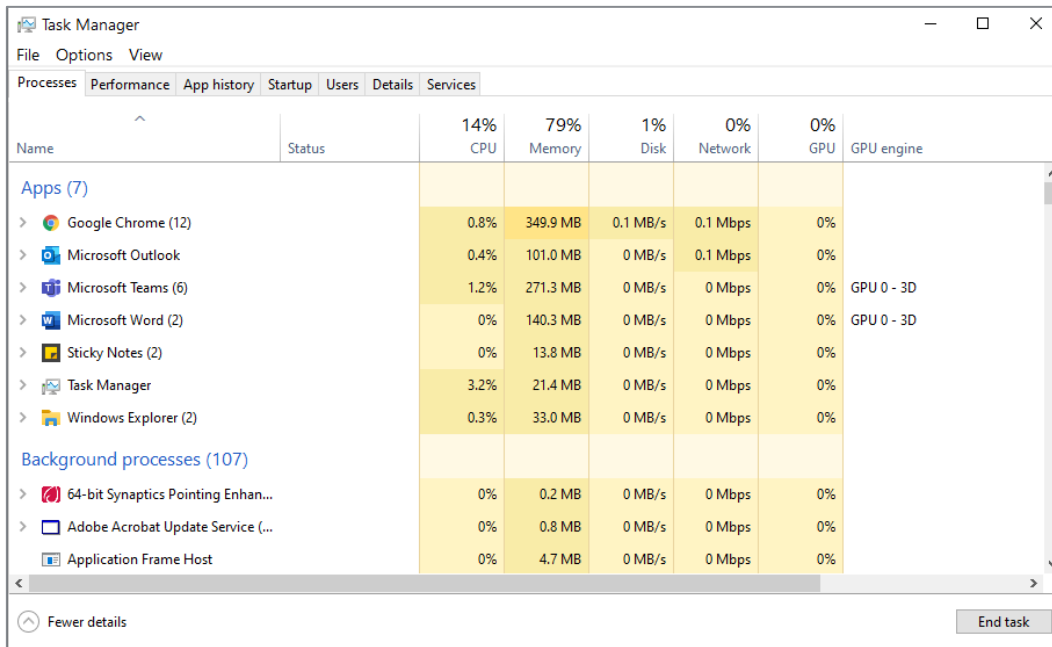 Task Manager
File Options View
Processes Performance App history Startup Users Details Services
14% 79% 1% 0% 0%
Name Status CPU Memory Disk Network GPU GPU engine
Apps (7)
Google Chrome (12) 0.8% 349.9 MB 0.1 MB/s 0.1 Mbps 0%
Microsoft Outlook 0.4% 101.0 MB 0 MB/s 0.1 Mbps 0%
Microsoft Teams (6) 1.2% 271.3 MB 0 MB/s 0 Mbps 0% GPU 0 - 3D
Microsoft Word (2) 0% 140.3 MB 0 MB/s 0 Mbps 0% GPU 0 - 3D
Sticky Notes (2) 0% 13.8 MB 0 MB/s 0 Mbps 0%
Task Manager 3.2% 21.4 MB 0 MB/s 0 Mbps 0%
Windows Explorer (2) 0.3% 33.0 MB 0 MB/s 0 Mbps 0%
Background processes (107)
64-bit Synaptics Pointing Enhan... 0% 0.2 MB 0 MB/s 0 Mbps 0%
Adobe Acrobat Update Service (... 0% 0.8 MB 0 MB/s 0 Mbps 0%
Application Frame Host 0% 4.7 MB 0 MB/s 0 Mbps 0%
Fewer details End task